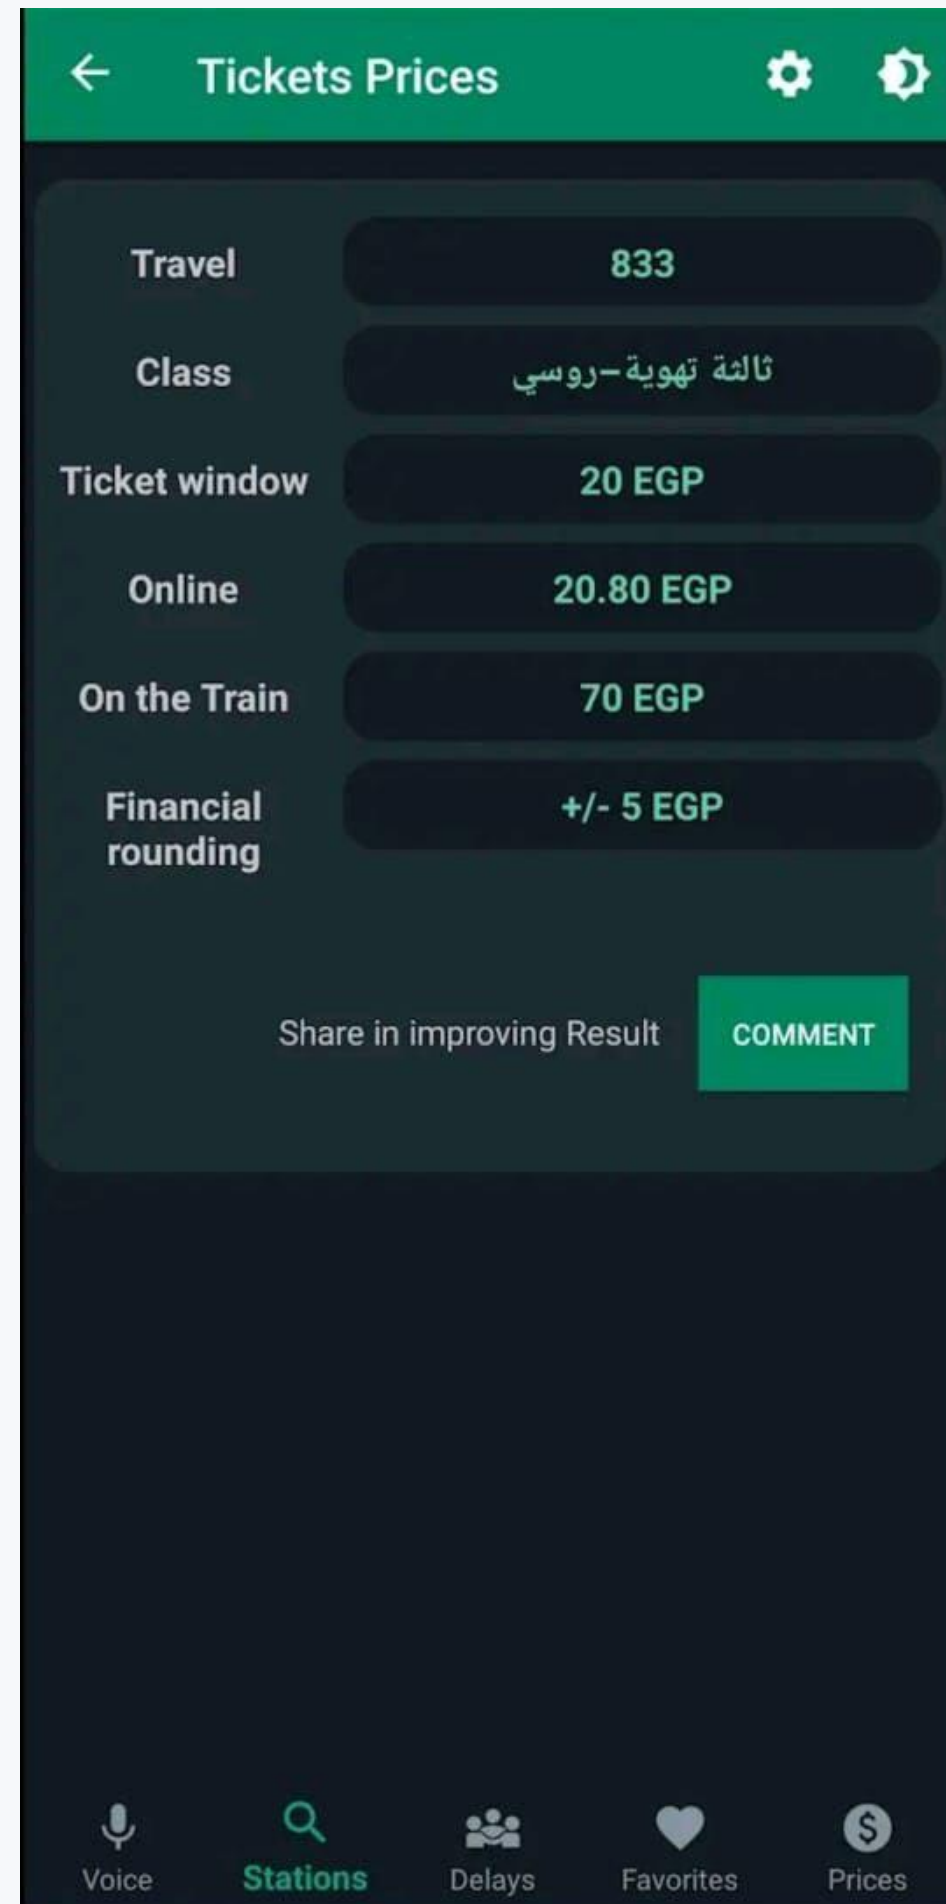 Tickets Prices
Travel
833
Class
ثالثة تهوية-روسي
Ticket window
20 EGP
Online
20.80 EGP
On the Train
70 EGP
Financial
rounding
+/- 5 EGP
Share in improving Result
COMMENT
Voice
Stations
Delays
Favorites
Prices